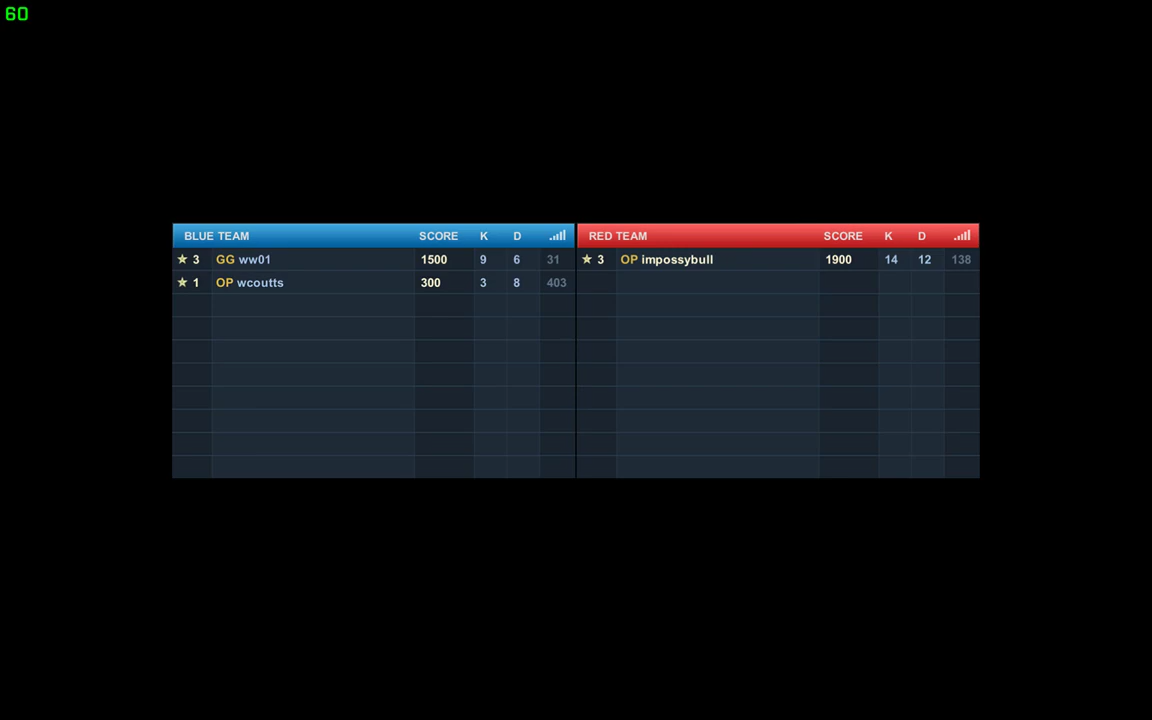 60
BLUE TEAM SCORE K D
3 GG ww01 1500 9 6 31
1 OP wcoutts 300 3 8 403
RED TEAM SCORE K D
3 OP impossybull 1900 14 12 138